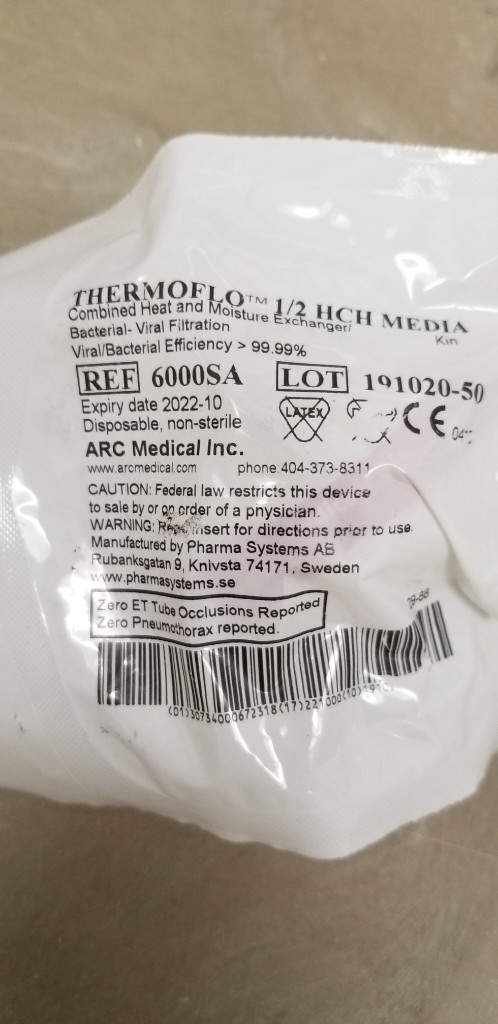 THERMOFLO™ 1/2 HCH MEDIA
Combined Heat and Moisture Exchanger/
Bacterial- Viral Filtration
Viral/Bacterial Efficiency > 99.99%
REF 6000SA LOT 191020-50
Expiry date 2022-10
LATEX
CE
Disposable, non-sterile
ARC Medical Inc.
www.arcmedical.com phone 404-373-8311
CAUTION: Federal law restricts this device
to sale by or on order of a physician.
WARNING: insert for directions prior to use.
Manufactured by Pharma Systems AB
Rubanksgatan 9, Knivsta 74171, Sweden
www.pharmasystems.se
Zero ET Tube Occlusions Reported
Zero Pneumothorax reported.